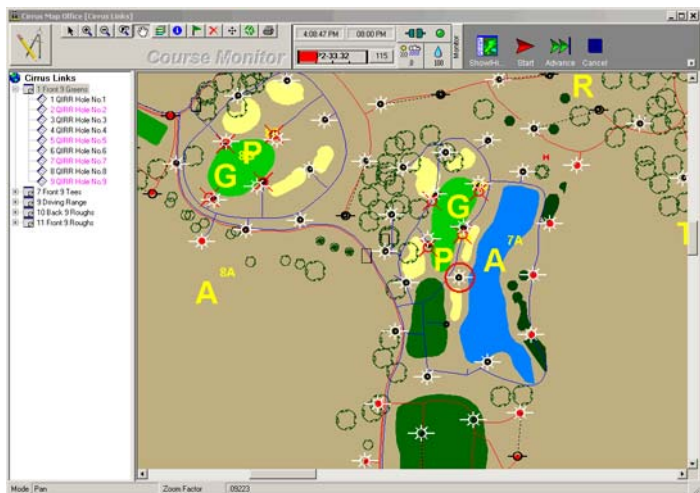 Cirrus Map Office [Cirrus Links]
Course Monitor
4:08:47 PM
08:00 PM
P2-33.32
115
0
100
Monitor
Show/Hi...
Start
Advance
Cancel
Cirrus Links
1 Front 9 Greens
1 QIRR Hole No.1
2 QIRR Hole No.2
3 QIRR Hole No.3
4 QIRR Hole No.4
5 QIRR Hole No.5
6 QIRR Hole No.6
7 QIRR Hole No.7
8 QIRR Hole No.8
9 QIRR Hole No.9
7 Front 9 Tees
9 Driving Range
10 Back 9 Roughs
11 Front 9 Roughs
R
P
G
H
G
T
P
A
7A
A
8A
Mode
Pan
Zoom Factor
09223